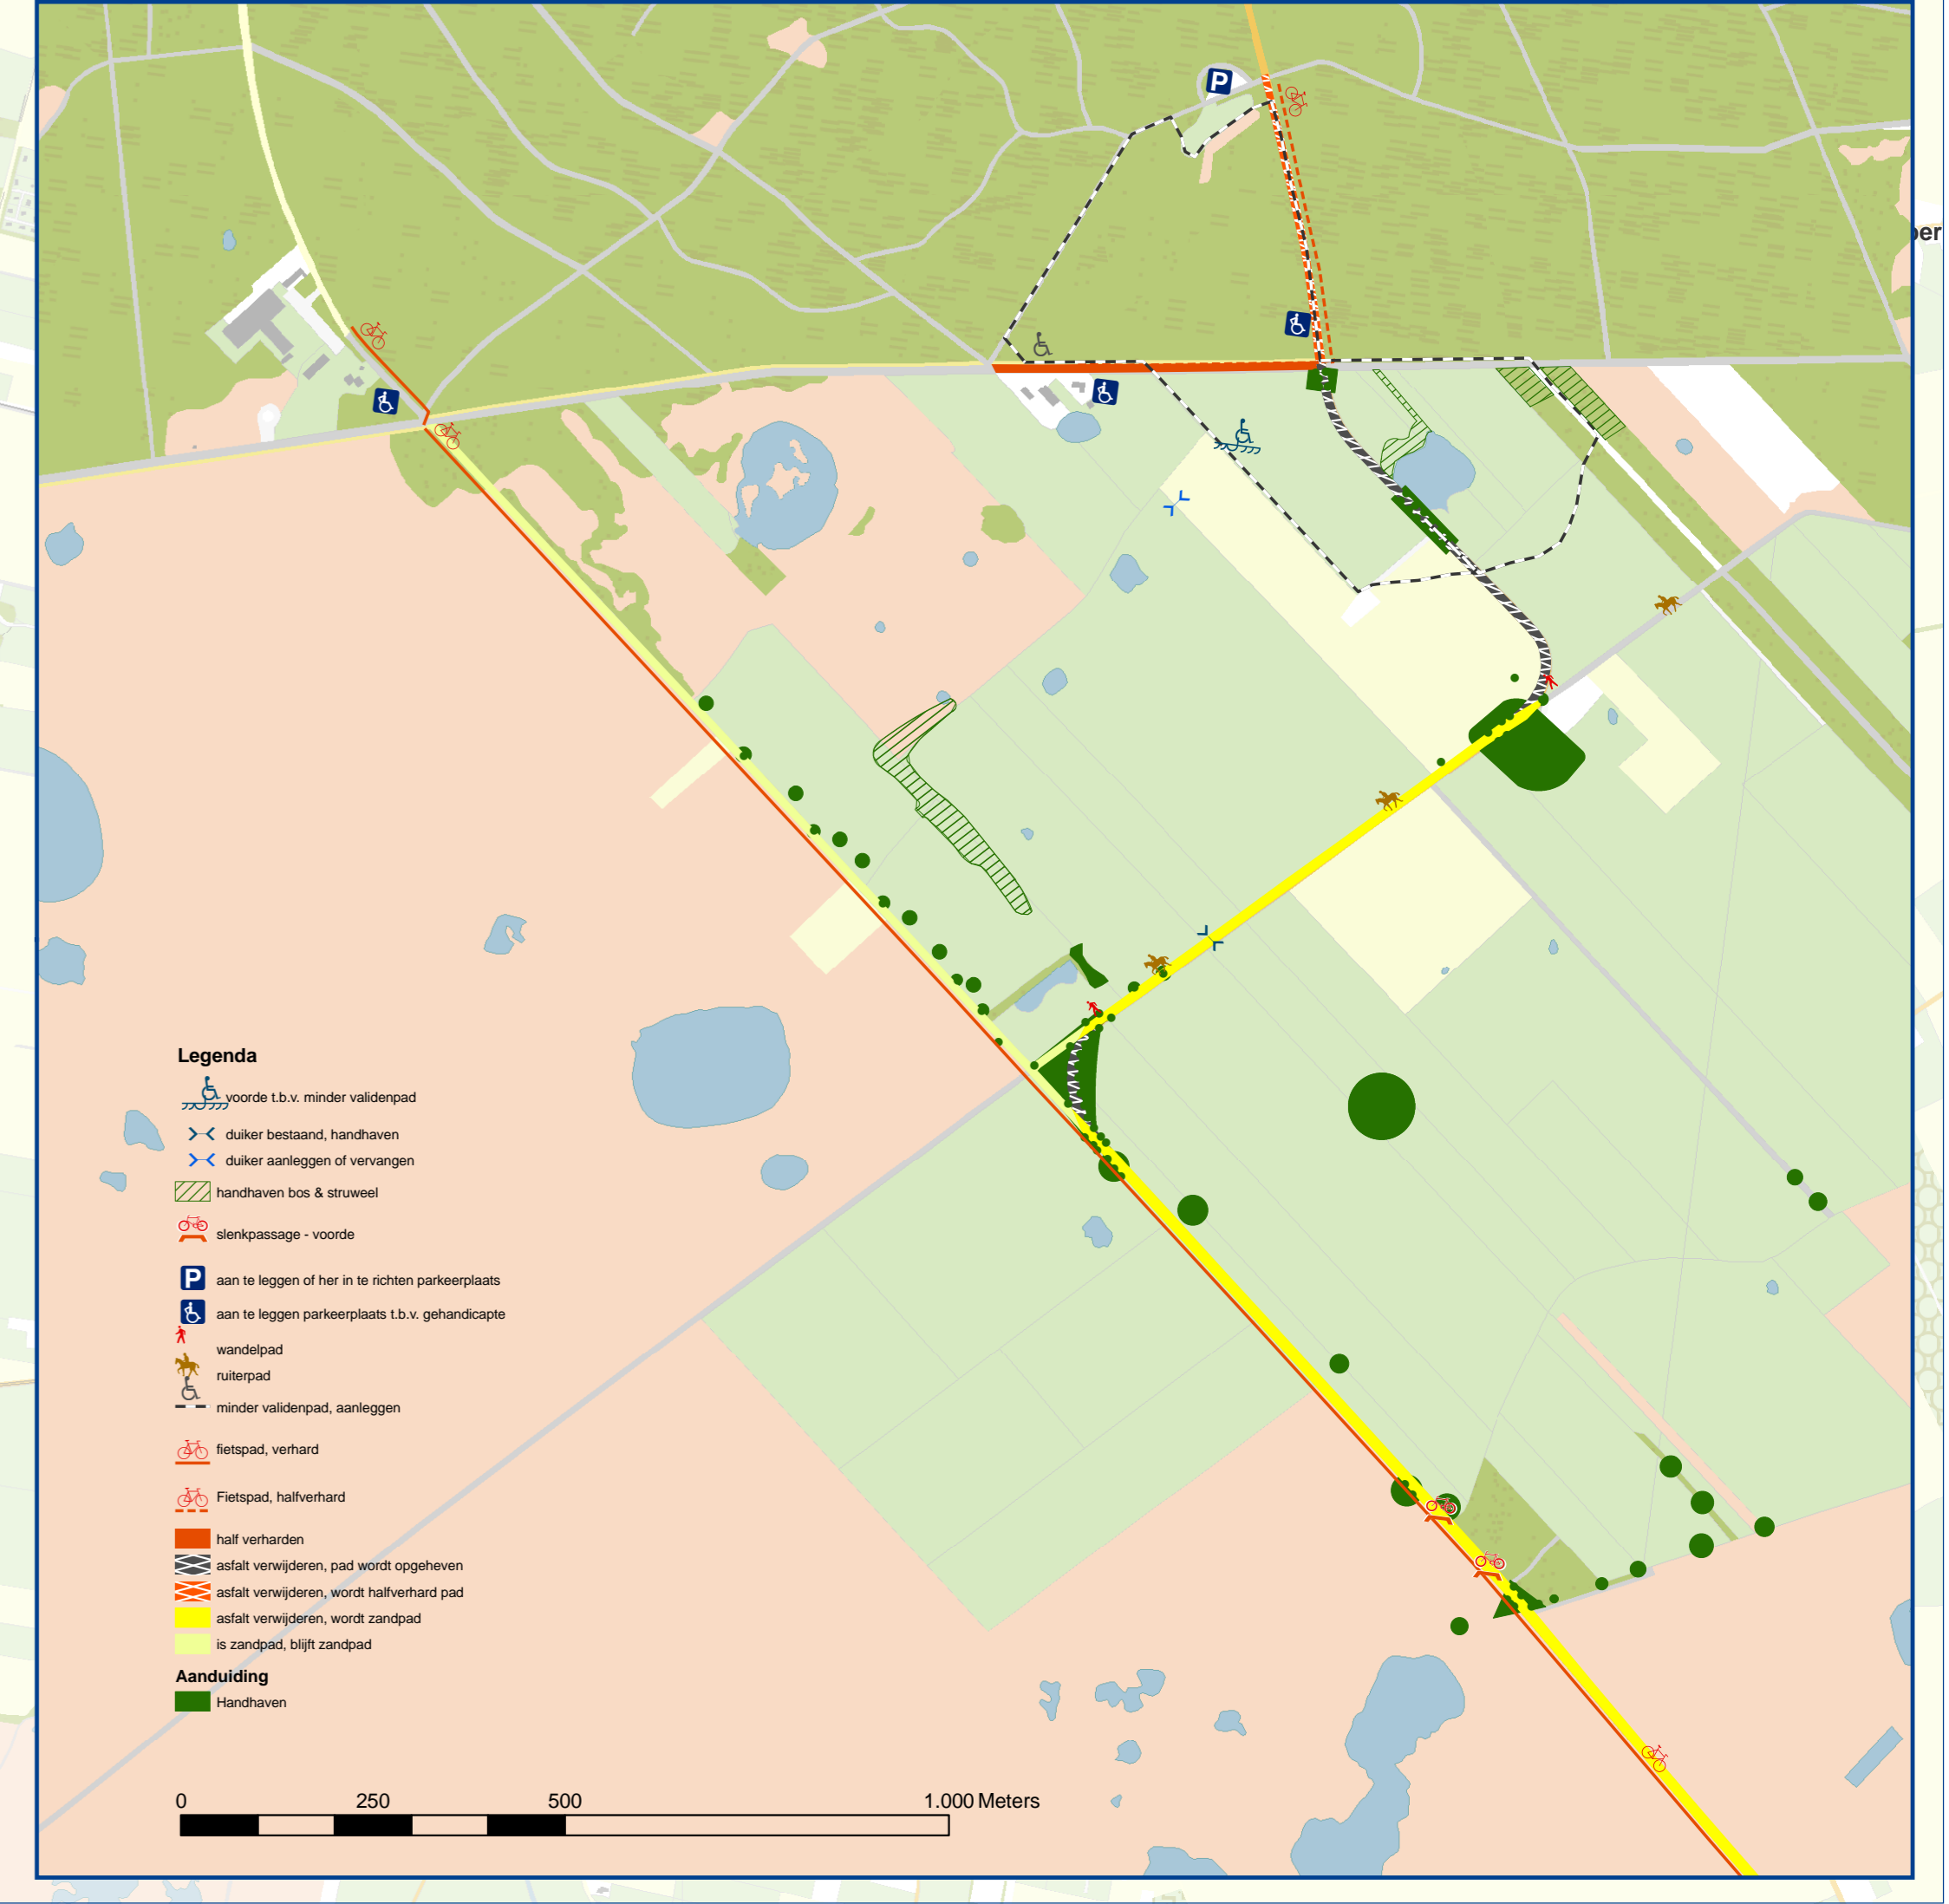 P
ber
Legenda
voorde t.b.v. minder validenpad
duiker bestaand, handhaven
duiker aanleggen of vervangen
handhaven bos & struweel
slenkpassage - voorde
P aan te leggen of her in te richten parkeerplaats
aan te leggen parkeerplaats t.b.v. gehandicapte
wandelpad
ruiterpad
minder validenpad, aanleggen
fietspad, verhard
Fietspad, halfverhard
half verharden
asfalt verwijderen, pad wordt opgeheven
asfalt verwijderen, wordt halfverhard pad
asfalt verwijderen, wordt zandpad
is zandpad, blijft zandpad
Aanduiding
Handhaven
0 250 500 1.000 Meters